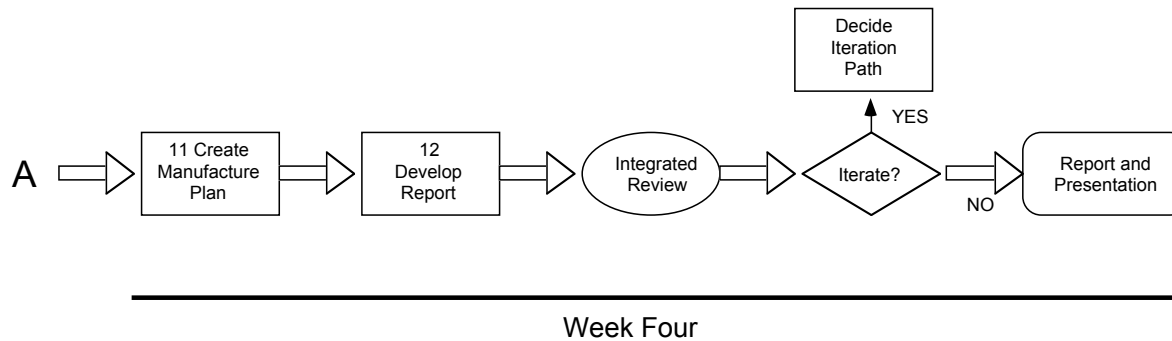 Decide
Iteration
Path
YES
A
11 Create
Manufacture
Plan
12
Develop
Report
Integrated
Review
Iterate?
NO
Report and
Presentation
Week Four